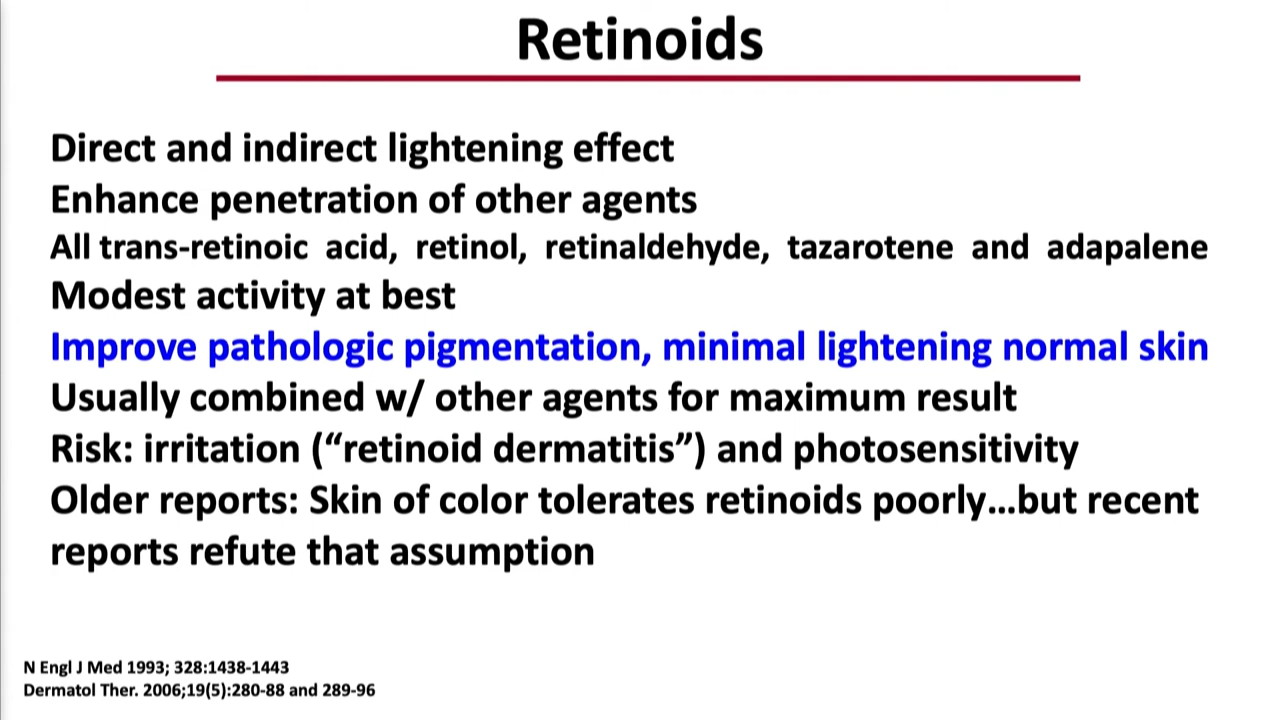 Retinoids
Direct and indirect lightening effect
Enhance penetration of other agents
All trans-retinoic acid, retinol, retinaldehyde, tazarotene and adapalene
Modest activity at best
Improve pathologic pigmentation, minimal lightening normal skin
Usually combined w/ other agents for maximum result
Risk: irritation (“retinoid dermatitis”) and photosensitivity
Older reports: Skin of color tolerates retinoids poorly…but recent
reports refute that assumption
N Engl J Med 1993; 328:1438-1443
Dermatol Ther. 2006;19(5):280-88 and 289-96